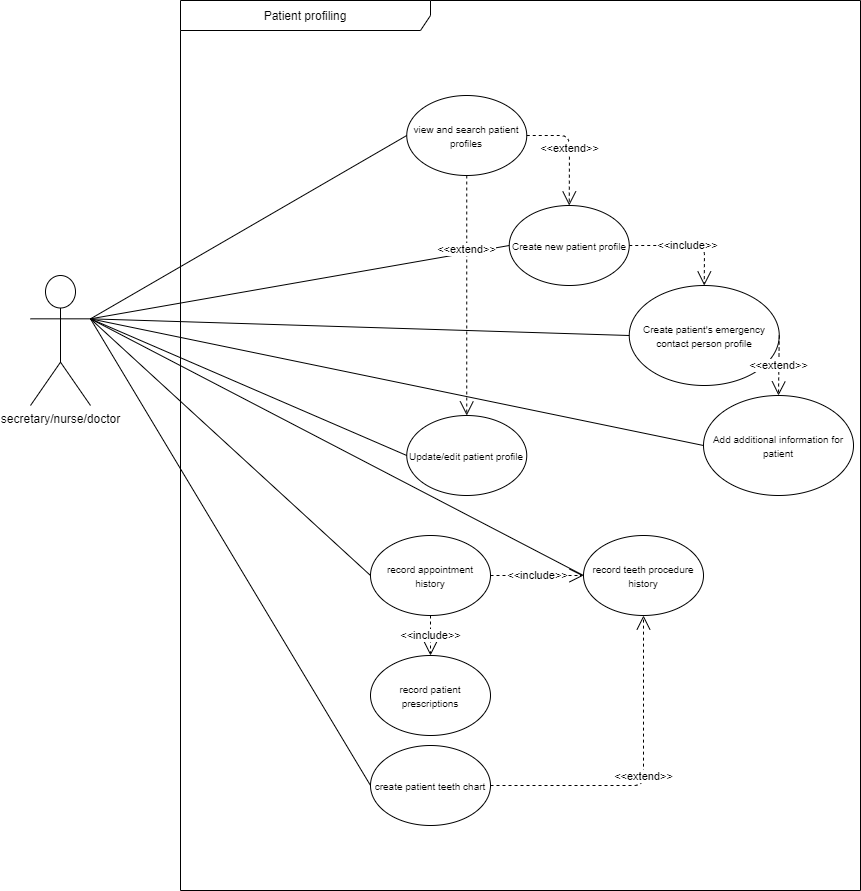 Patient profiling
view and search patient
profiles
<<extend>>
Create new patient profile
<<extend>>
<<include>>
Create patient's emergency
contact person profile
<<extend>>
secretary/nurse/doctor
Add additional information for
patient
Update/edit patient profile
record appointment
history
<<include>>
record teeth procedure
history
<<include>>
record patient
prescriptions
<<extend>>
create patient teeth chart